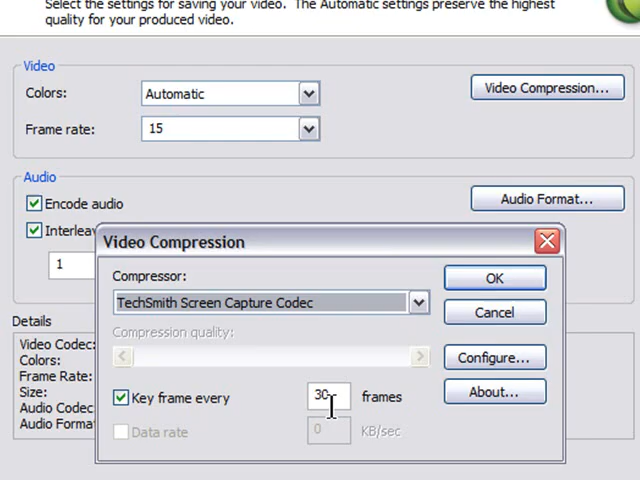 Select the settings for saving your video. The Automatic settings preserve the highest
quality for your produced video.
Video
Colors: Automatic Video Compression...
Frame rate: 15
Audio
Encode audio Audio Format...
1
Video Compression
Compressor: OK
TechSmith Screen Capture Codec
Cancel
Compression quality:
Configure...
Key frame every 30 frames
About...
Data rate 0 KB/sec
Details
Video Codec:
Colors:
Frame Rate:
Size:
Audio Codec: